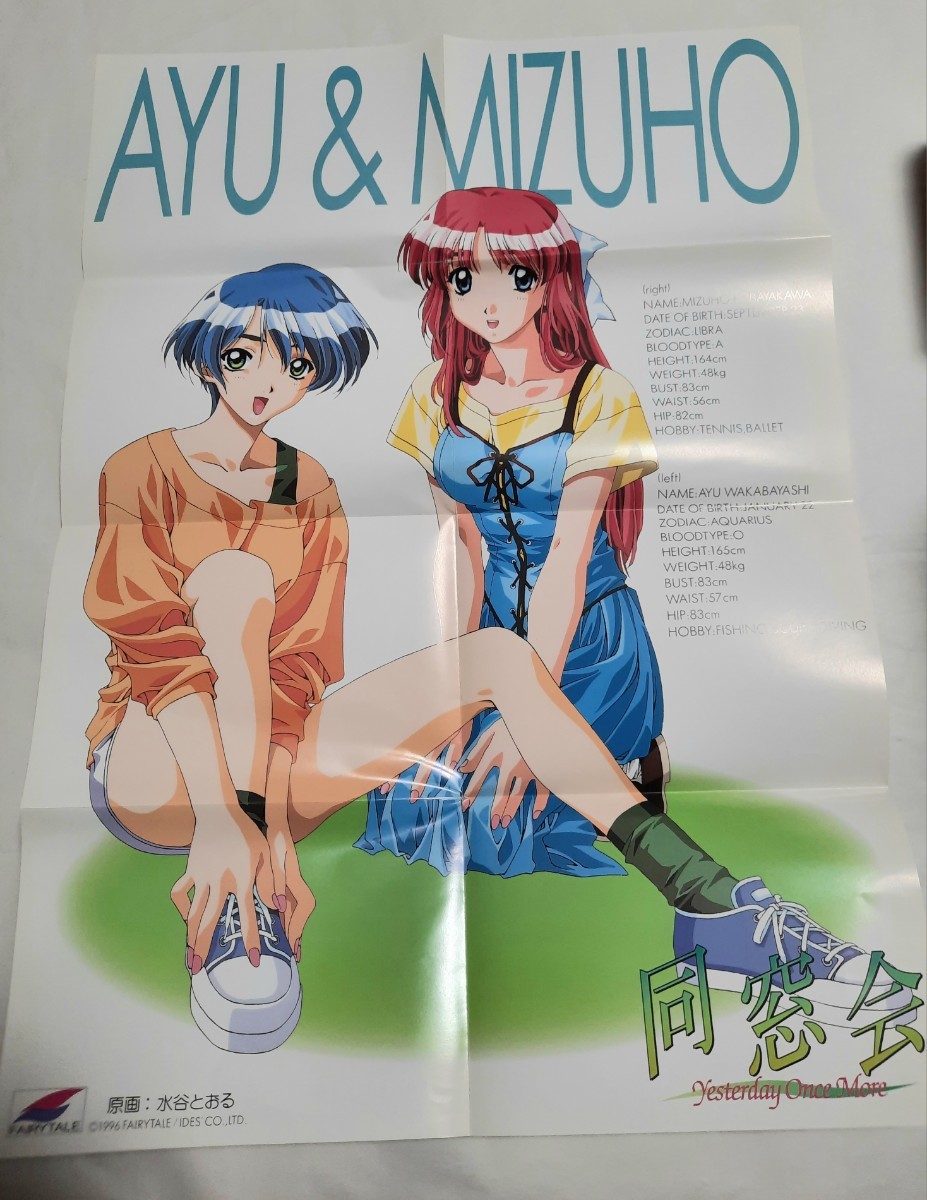 AYU & MIZUHO
(right)
NAME:MIZUHO
DATE OF BIRTH:
ZODIAC:LIBRA
BLOODTYPE:A
HEIGHT:164cm
WEIGHT:48kg
BUST:83cm
WAIST:56cm
HIP:82cm
HOBBY:TENNIS,BALLET
(left)
NAME:AYU WAKABAYASHI
DATE OF BIRTH:JANUARY 22
ZODIAC:AQUARIUS
BLOODTYPE:O
HEIGHT:165cm
WEIGHT:48kg
BUST:83cm
WAIST:57cm
HIP:83cm
HOBBY:FISHING
同窓会
Yesterday Once More
FAIRYTALE
原画：水谷とおる
©1996 FAIRYTALE/IDES' CO.,LTD.